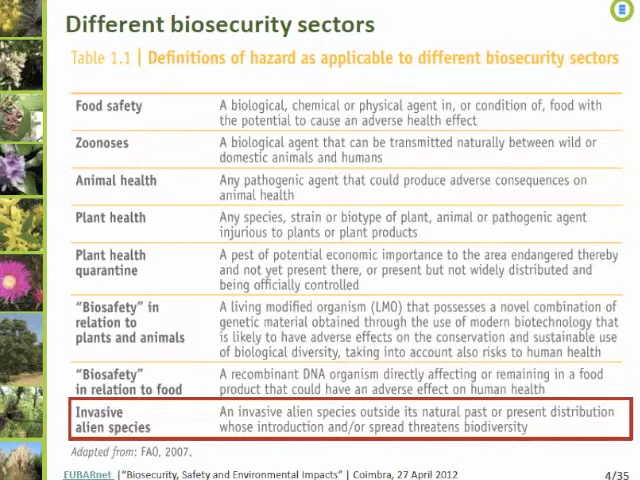 Different biosecurity sectors
Table 1.1 | Definitions of hazard as applicable to different biosecurity sectors
Food safety A biological, chemical or physical agent in, or condition of, food with
the potential to cause an adverse health effect
Zoonoses A biological agent that can be transmitted naturally between wild or
domestic animals and humans
Animal health Any pathogenic agent that could produce adverse consequences on
animal health
Plant health Any species, strain or biotype of plant, animal or pathogenic agent
injurious to plants or plant products
Plant health A pest of potential economic importance to the area endangered thereby
quarantine and not yet present there, or present but not widely distributed and
being officially controlled
"Biosafety" in A living modified organism (LMO) that possesses a novel combination of
relation to genetic material obtained through the use of modern biotechnology that
plants and animals is likely to have adverse effects on the conservation and sustainable use
of biological diversity, taking into account also risks to human health
"Biosafety" A recombinant DNA organism directly affecting or remaining in a food
in relation to food product that could have an adverse effect on human health
Invasive An invasive alien species outside its natural past or present distribution
alien species whose introduction and/or spread threatens biodiversity
Adapted from: FAO, 2007.
EUBARnet |"Biosecurity, Safety and Environmental Impacts" | Coimbra, 27 April 2012 4/35